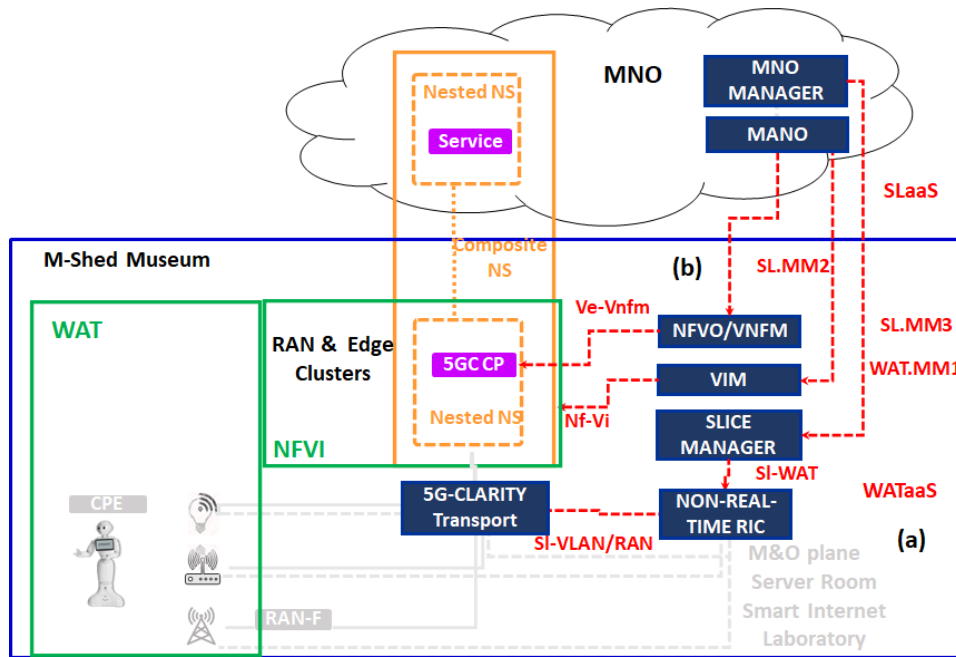 MNO
MNO
MANAGER
MANO
Nested NS
Service
SLaaS
M-Shed Museum
Composite
NS
(b)
SL.MM2
WAT
Ve-Vnfm
RAN & Edge
Clusters
5GC CP
NFVO/VNFM
SL.MM3
VIM
WAT.MM1
Nested NS
Nf-Vi
NFVI
SLICE
MANAGER
Sl-WAT
CPE
5G-CLARITY
Transport
NON-REAL-
TIME RIC
WATaaS
(a)
Sl-VLAN/RAN
M&O plane
Server Room
Smart Internet
Laboratory
RAN-F